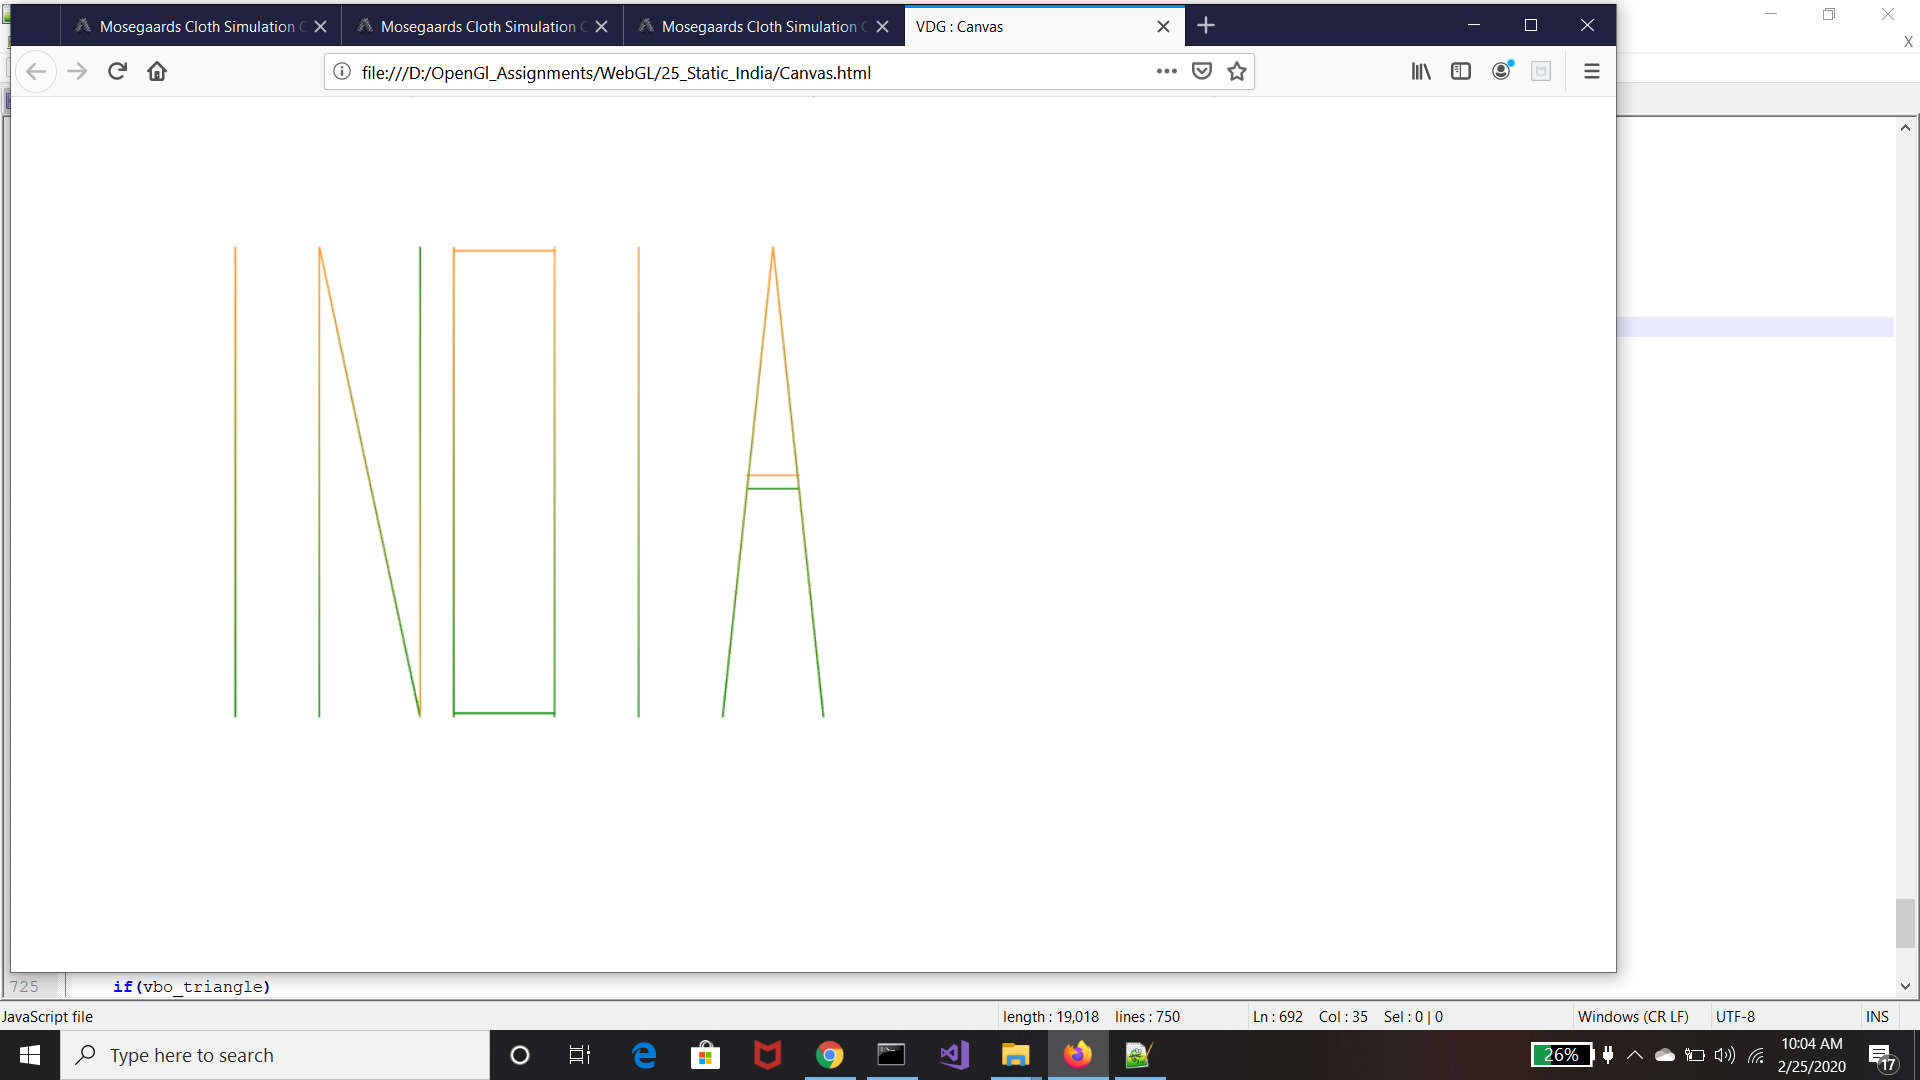 Mosegaards Cloth Simulation
Mosegaards Cloth Simulation
Mosegaards Cloth Simulation
VDG : Canvas
file:///D:/OpenGl_Assignments/WebGL/25_Static_India/Canvas.html
X
INDIA
725 if(vbo_triangle)
JavaScript file length : 19,018 lines : 750 Ln : 692 Col : 35 Sel : 0 | 0 Windows (CR LF) UTF-8 INS
Type here to search
26%
10:04 AM
2/25/2020
17